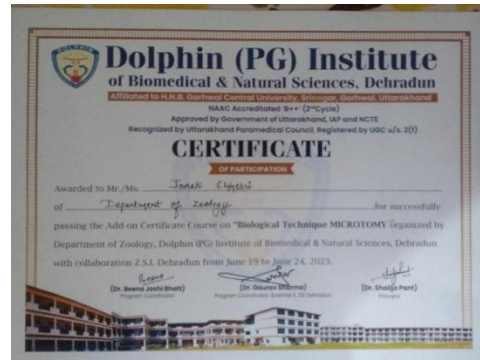 DOLPHIN
Dolphin (PG) Institute
of Biomedical & Natural Sciences, Dehradun
Affiliated to H.N.B. Garhwal Central University, Srinagar, Garhwal, Uttarakhand
NAAC Accredited 'B++' (2nd Cycle)
Approved by Government of Uttarakhand, IAP and NCTE
Recognized by Uttarakhand Paramedical Council, Registered by UGC u/s. 2(f)
CERTIFICATE
OF PARTICIPATION
Awarded to Mr./Ms. Janak
of Department of Zoology for successfully
passing the Add-on Certificate Course on "Biological Technique MICROTOMY organized by
Department of Zoology, Dolphin (PG) Institute of Biomedical & Natural Sciences, Dehradun
with collaboration Z.S.I. Dehradun from June 19 to June 24, 2023.
(Dr. Beena Joshi Bhatt) (Dr. Gaurav Sharma) (Dr. Shailja Pant)
Program Coordinator Program Coordinator, Scientist E, ZSI Dehradun Principal